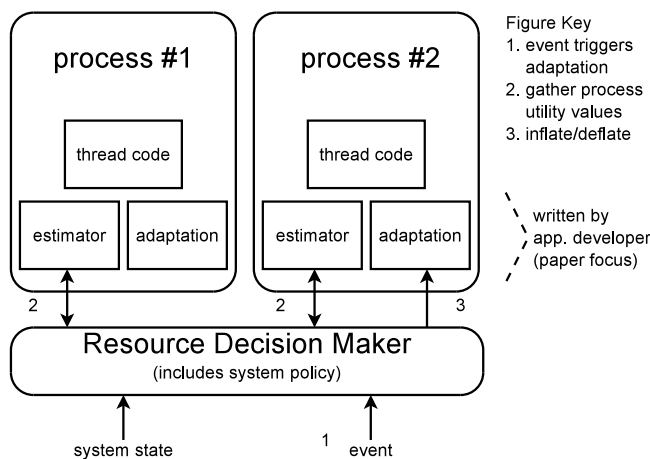 process #1
thread code
estimator
adaptation
process #2
thread code
estimator
adaptation
2
2
3
Resource Decision Maker
(includes system policy)
system state
1
event
Figure Key
1. event triggers
adaptation
2. gather process
utility values
3. inflate/deflate
written by
app. developer
(paper focus)